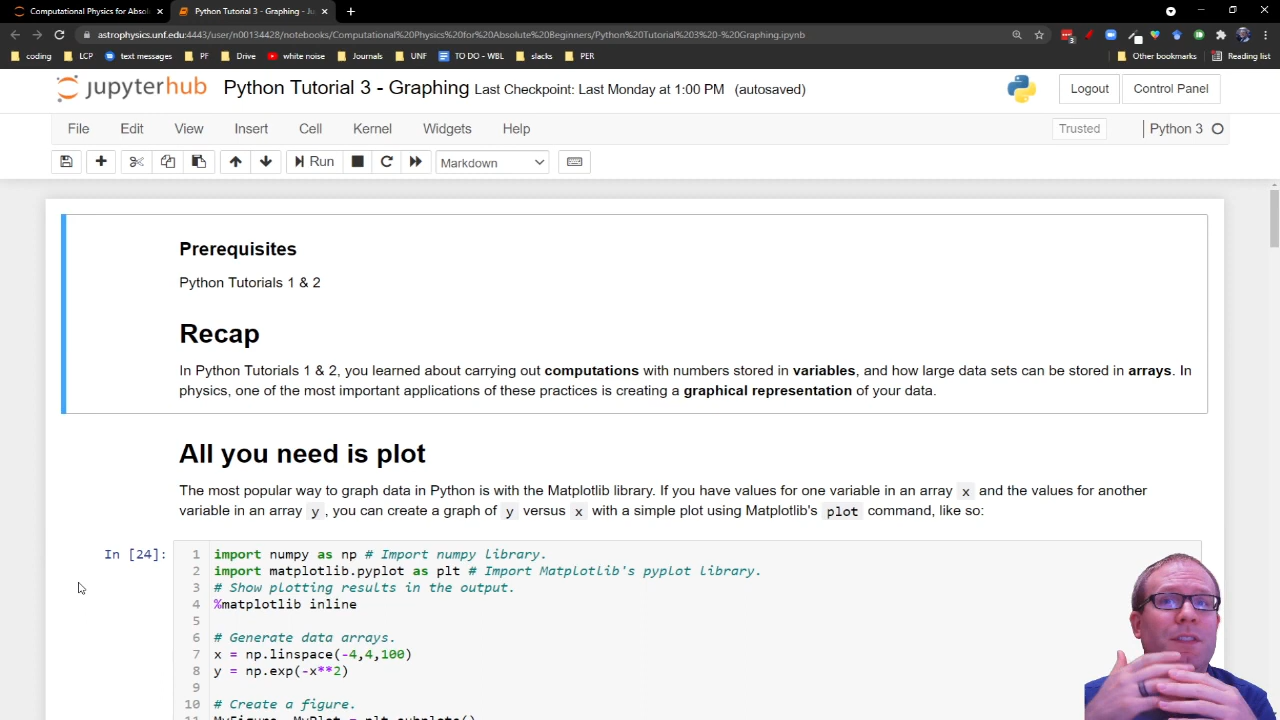 Computational Physics for Absol
Python Tutorial 3 - Graphing - Ju
astrophysics.unf.edu:4443/user/n00134428/notebooks/Computational%20Physics%20for%20Absolute%20Beginners/Python%20Tutorial%203%20-%20Graphing.ipynb
coding LCP text messages PF Drive white noise Journals UNF TO DO - WBL slacks PER Other bookmarks Reading list
jupyterhub Python Tutorial 3 - Graphing Last Checkpoint: Last Monday at 1:00 PM (autosaved) Logout Control Panel
File Edit View Insert Cell Kernel Widgets Help Trusted Python 3
Run Markdown
Prerequisites
Python Tutorials 1 & 2
Recap
In Python Tutorials 1 & 2, you learned about carrying out computations with numbers stored in variables, and how large data sets can be stored in arrays. In
physics, one of the most important applications of these practices is creating a graphical representation of your data.
All you need is plot
The most popular way to graph data in Python is with the Matplotlib library. If you have values for one variable in an array x and the values for another
variable in an array y, you can create a graph of y versus x with a simple plot using Matplotlib's plot command, like so:
In [24]:
1 import numpy as np # Import numpy library.
2 import matplotlib.pyplot as plt # Import Matplotlib's pyplot library.
3 # Show plotting results in the output.
4 %matplotlib inline
5
6 # Generate data arrays.
7 x = np.linspace(-4,4,100)
8 y = np.exp(-x**2)
9
10 # Create a figure.
11 MyFigure, MyPlot = plt.subplots()